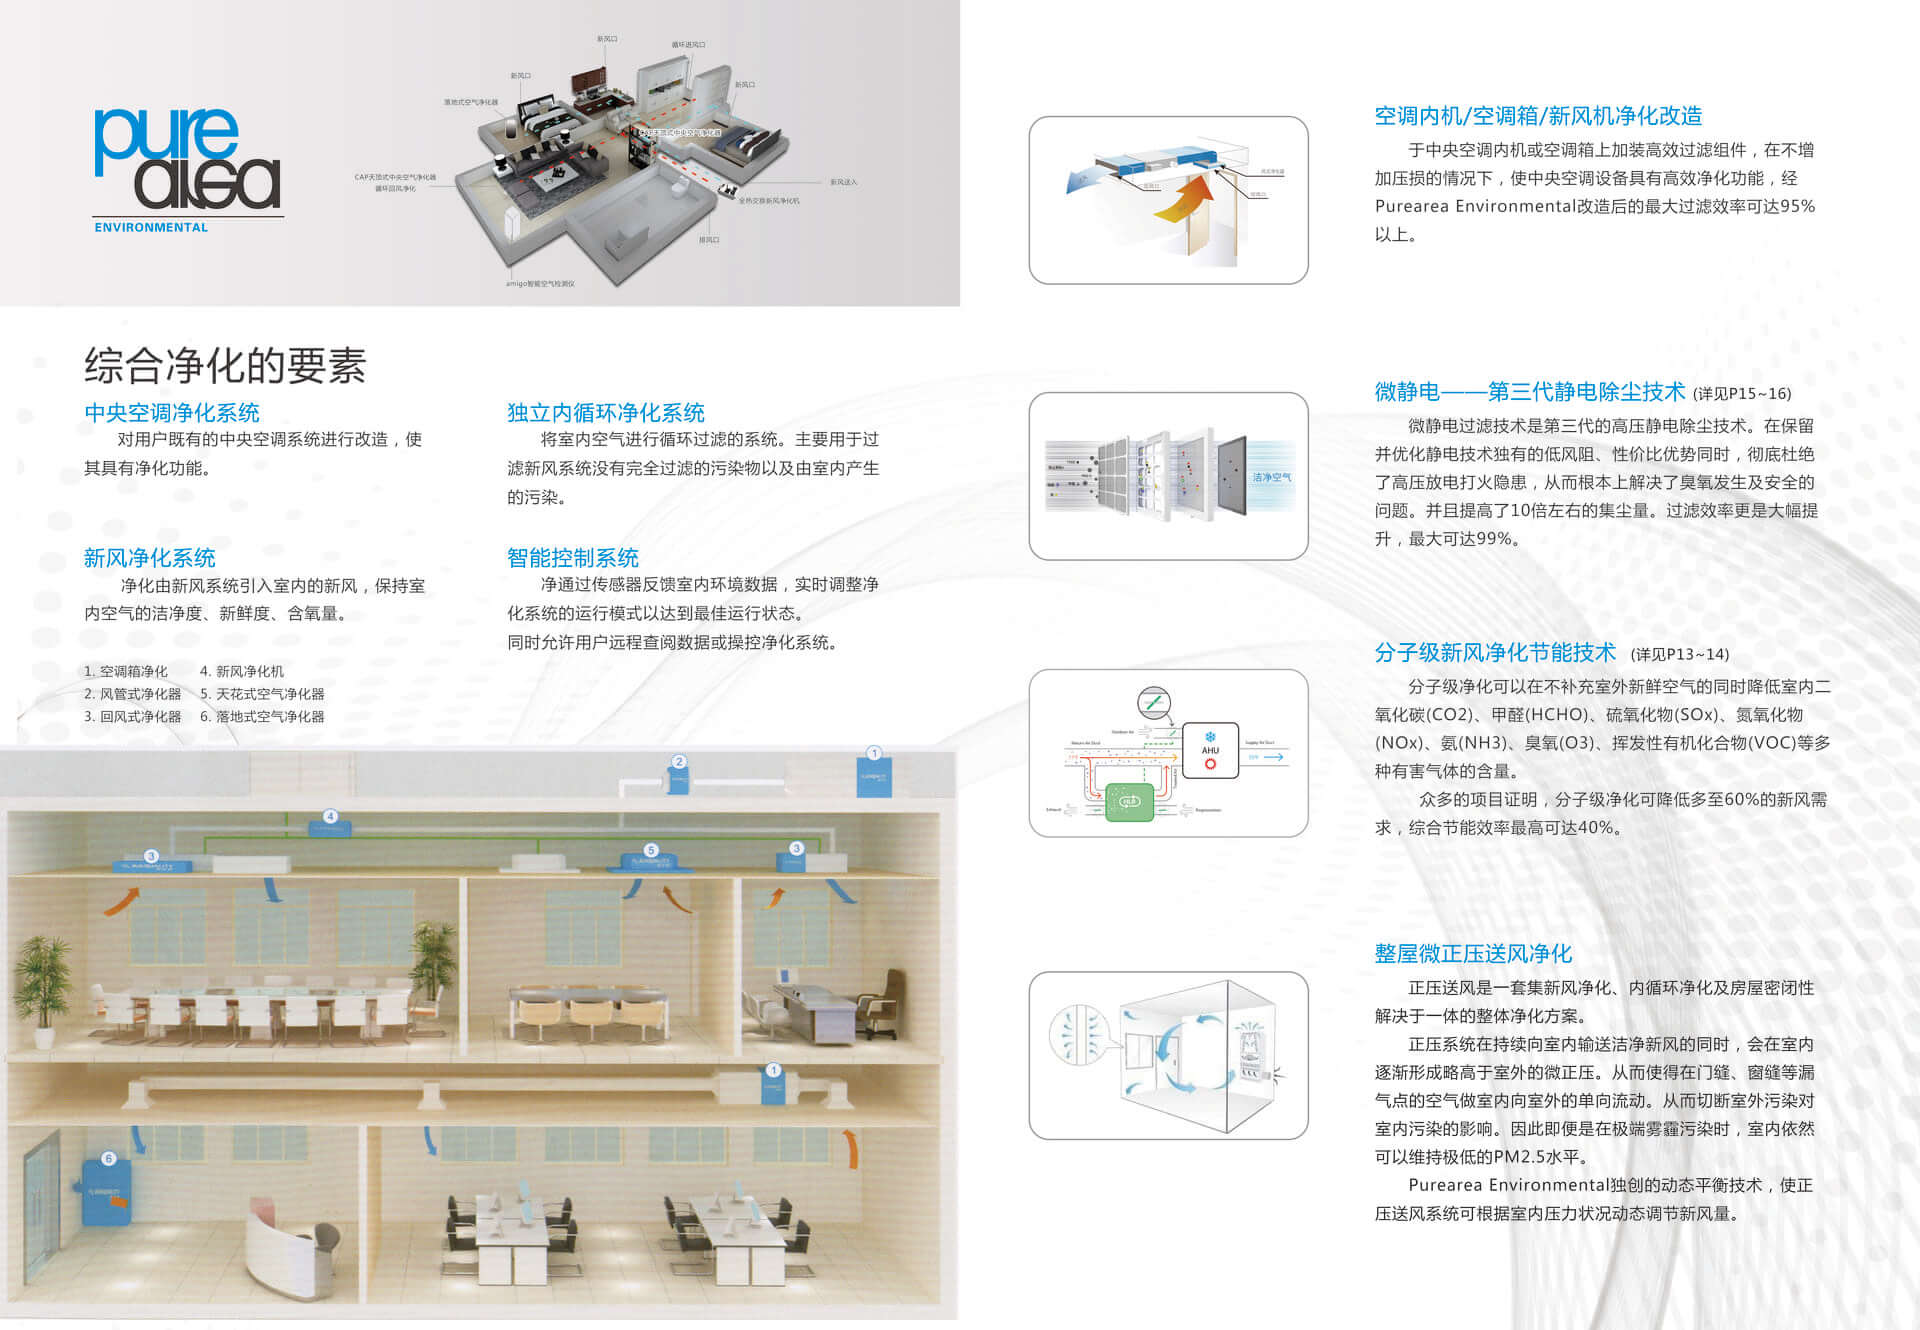 pure
area
ENVIRONMENTAL
新风口
循环进风口
新风口
新风口
落地式空气净化器
CAP天顶式中央空气净化器
CAP天顶式中央空气净化器
循环回风净化
新风送入
全热交换新风净化机
排风口
amigo智能空气检测仪
综合净化的要素
中央空调净化系统
对用户既有的中央空调系统进行改造，使
其具有净化功能。
新风净化系统
净化由新风系统引入室内的新风，保持室
内空气的洁净度、新鲜度、含氧量。
独立内循环净化系统
将室内空气进行循环过滤的系统。主要用于过
滤新风系统没有完全过滤的污染物以及由室内产生
的污染。
智能控制系统
净通过传感器反馈室内环境数据，实时调整净
化系统的运行模式以达到最佳运行状态。
同时允许用户远程查阅数据或操控净化系统。
1. 空调箱净化
2. 风管式净化器
3. 回风式净化器
4. 新风净化机
5. 天花式空气净化器
6. 落地式空气净化器
1
2
4
3
5
3
1
6
空调内机/空调箱/新风机净化改造
于中央空调内机或空调箱上加装高效过滤组件，在不增
加压损的情况下，使中央空调设备具有高效净化功能，经
Purearea Environmental改造后的最大过滤效率可达95%
以上。
洁净空气
微静电——第三代静电除尘技术 (详见P15~16)
微静电过滤技术是第三代的高压静电除尘技术。在保留
并优化静电技术独有的低风阻、性价比优势同时，彻底杜绝
了高压放电打火隐患，从而根本上解决了臭氧发生及安全的
问题。并且提高了10倍左右的集尘量。过滤效率更是大幅提
升，最大可达99%。
Outdoor Air
Return Air Duct
AHU
Supply Air Duct
HLR
Exhaust
Regeneration
分子级新风净化节能技术 (详见P13~14)
分子级净化可以在不补充室外新鲜空气的同时降低室内二
氧化碳(CO2)、甲醛(HCHO)、硫氧化物(SOx)、氮氧化物
(NOx)、氨(NH3)、臭氧(O3)、挥发性有机化合物(VOC)等多
种有害气体的含量。
众多的项目证明，分子级净化可降低多至60%的新风需
求，综合节能效率最高可达40%。
整屋微正压送风净化
正压送风是一套集新风净化、内循环净化及房屋密闭性
解决于一体的整体净化方案。
正压系统在持续向室内输送洁净新风的同时，会在室内
逐渐形成略高于室外的微正压。从而使得在门缝、窗缝等漏
气点的空气做室内向室外的单向流动。从而切断室外污染对
室内污染的影响。因此即便是在极端雾霾污染时，室内依然
可以维持极低的PM2.5水平。
Purearea Environmental独创的动态平衡技术，使正
压送风系统可根据室内压力状况动态调节新风量。